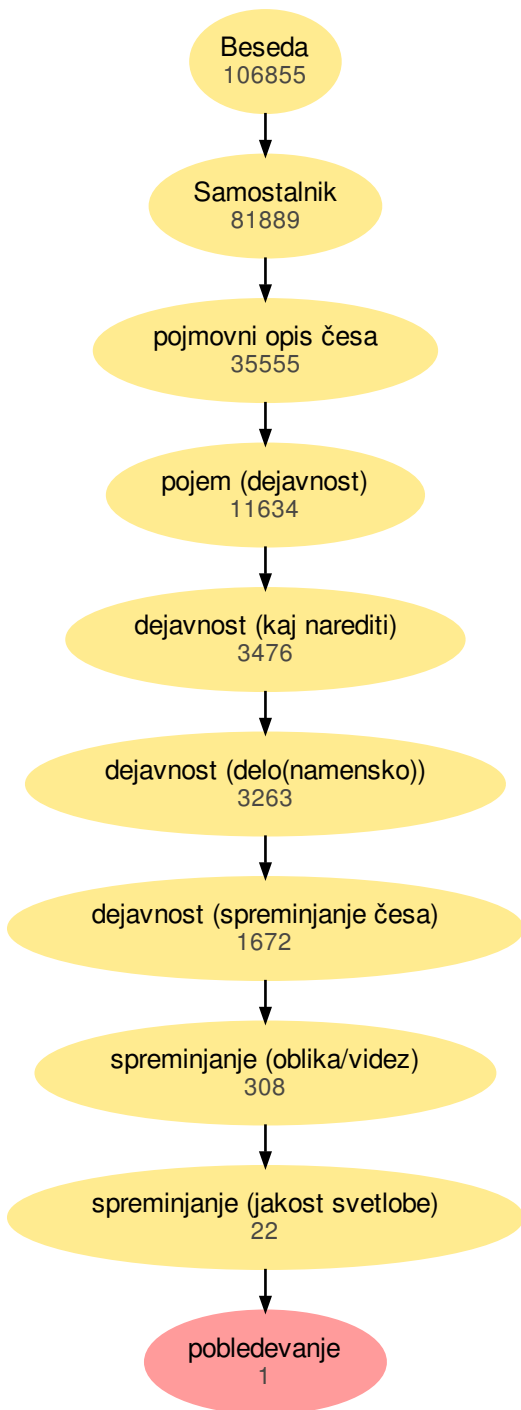 Beseda
106855
Samostalnik
81889
pojmovni opis česa
35555
pojem (dejavnost)
11634
dejavnost (kaj narediti)
3476
dejavnost (delo(namensko))
3263
dejavnost (spreminjanje česa)
1672
spreminjanje (oblika/videz)
308
spreminjanje (jakost svetlobe)
22
pobledevanje
1